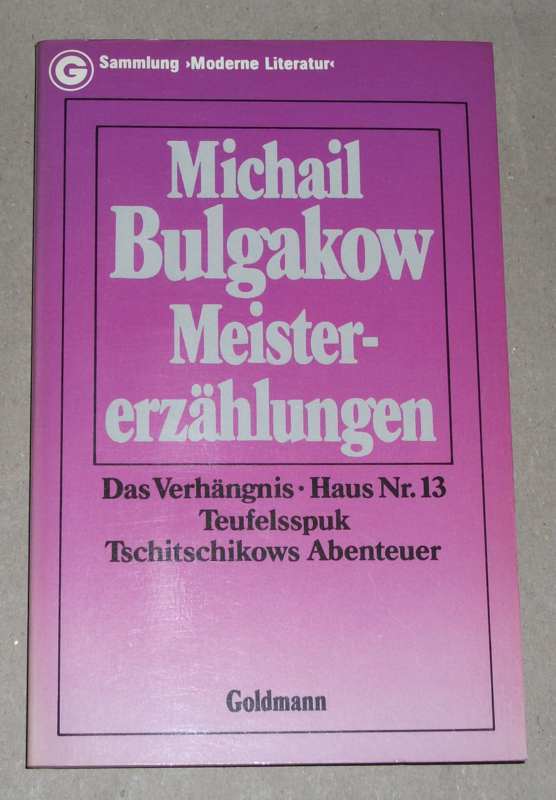 G Sammlung ›Moderne Literatur‹
Michail
Bulgakow
Meister-
erzählungen
Das Verhängnis · Haus Nr. 13
Teufelsspuk
Tschitschikows Abenteuer
Goldmann